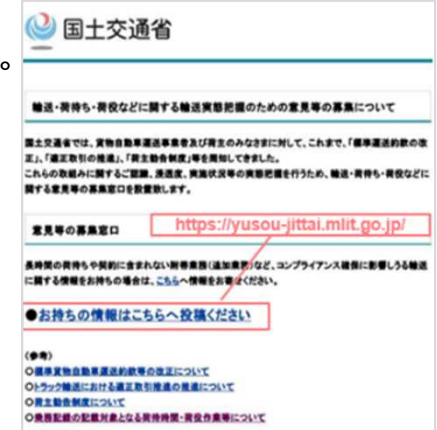 国土交通省
輸送・荷待ち・荷役などに関する輸送実態把握のための意見等の募集について
国土交通省では、貨物自動車運送事業者及び荷主のみなさまに対して、これまで、「標準運送約款の改
正」、「適正取引の推進」、「荷主勧告制度」等を周知してきました。
これらの取組みに関するご認識、浸透度、実施状況等の実態把握を行うため、輸送・荷待ち・荷役などに
関する意見等の募集窓口を設置致します。
意見等の募集窓口
https://yusou-jittai.mlit.go.jp/
長時間の荷待ちや契約に含まれない附帯業務(追加業務)など、コンプライアンス確保に影響しうる輸送
に関する情報をお持ちの場合は、こちらへ情報をお寄せください。
●お持ちの情報はこちらへ投稿ください
(参考)
○標準貨物自動車運送約款等の改正について
○トラック輸送における適正取引推進の推進について
○荷主勧告制度について
○乗務記録の記載対象となる荷待時間・荷役作業等について